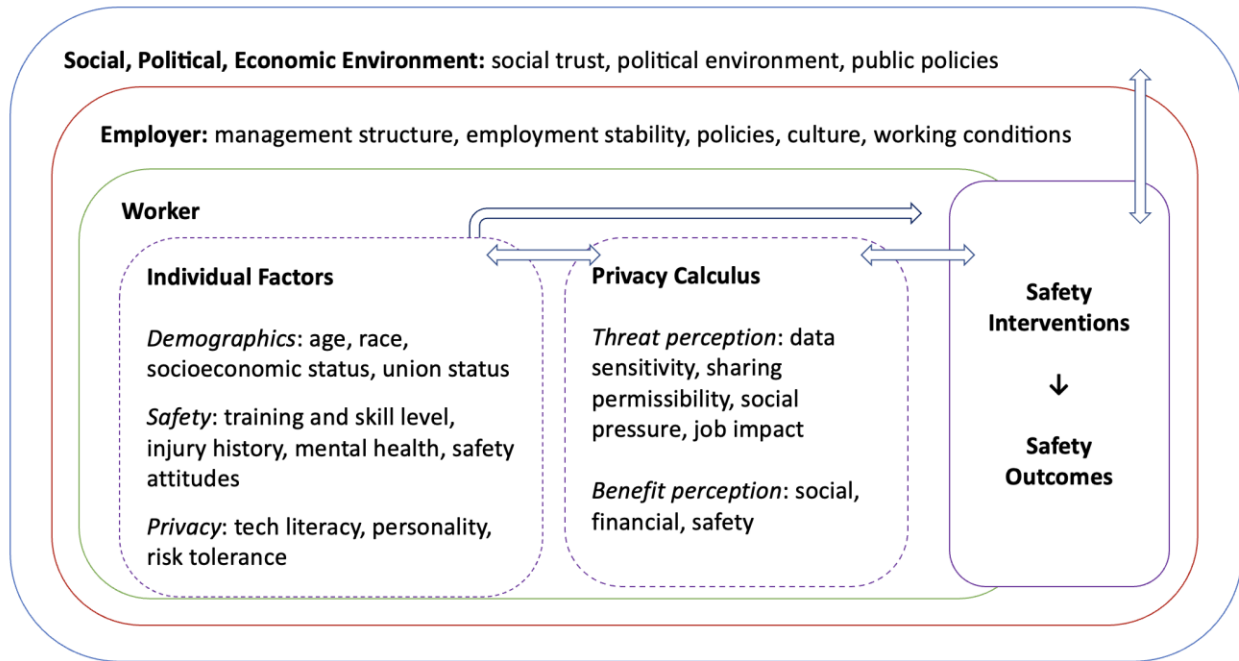 Social, Political, Economic Environment: social trust, political environment, public policies
Employer: management structure, employment stability, policies, culture, working conditions
Worker
Individual Factors
Demographics: age, race,
socioeconomic status, union status
Safety: training and skill level,
injury history, mental health, safety
attitudes
Privacy: tech literacy, personality,
risk tolerance
Privacy Calculus
Threat perception: data
sensitivity, sharing
permissibility, social
pressure, job impact
Benefit perception: social,
financial, safety
Safety
Interventions
Safety
Outcomes